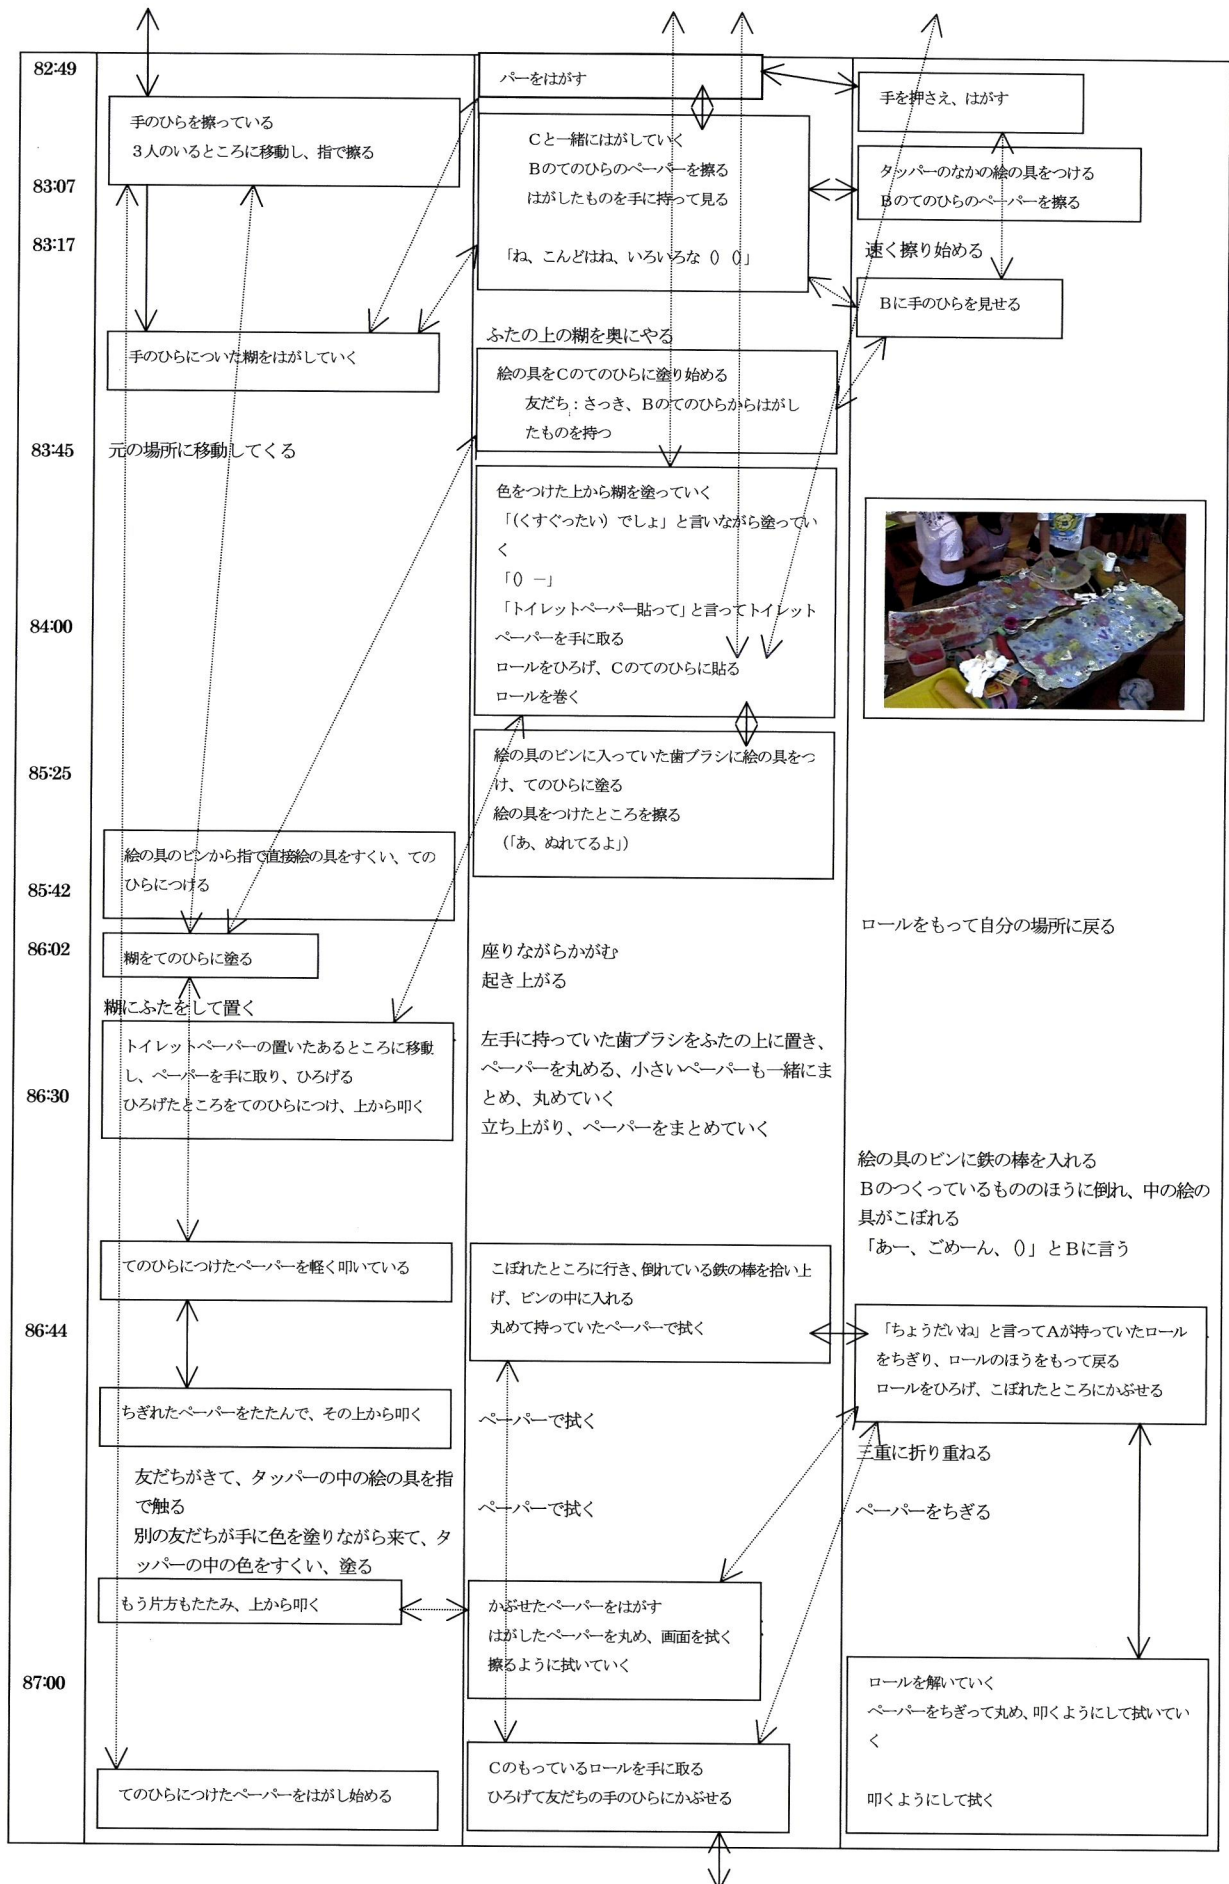 82:49
パーをはがす
手を押さえ、はがす
手のひらを擦っている
３人のいるところに移動し、指で擦る
83:07
Ｃと一緒にはがしていく
Ｂのてのひらのペーパーを擦る
はがしたものを手に持って見る
「ね、こんどはね、いろいろな（）（）」
タッパーのなかの絵の具をつける
Ｂのてのひらのペーパーを擦る
83:17
速く擦り始める
Ｂに手のひらを見せる
手のひらについた糊をはがしていく
ふたの上の糊を奥にやる
絵の具をＣのてのひらに塗り始める
友だち：さっき、Ｂのてのひらからはがし
たものを持つ
83:45
元の場所に移動してくる
色をつけた上から糊を塗っていく
「（くすぐったい）でしょ」と言いながら塗ってい
く
「（）―」
「トイレットペーパー貼って」と言ってトイレット
ペーパーを手に取る
ロールをひろげ、Ｃのてのひらに貼る
ロールを巻く
84:00
85:25
絵の具のビンに入っていた歯ブラシに絵の具をつ
け、てのひらに塗る
絵の具をつけたところを擦る
（「あ、ぬれてるよ」）
絵の具のビンから指で直接絵の具をすくい、ての
ひらにつける
85:42
ロールをもって自分の場所に戻る
86:02
糊をてのひらに塗る
座りながらかがむ
起き上がる
糊にふたをして置く
トイレットペーパーの置いたあるところに移動
し、ペーパーを手に取り、ひろげる
ひろげたところをてのひらにつけ、上から叩く
左手に持っていた歯ブラシをふたの上に置き、
ペーパーを丸める、小さいペーパーも一緒にま
とめ、丸めていく
立ち上がり、ペーパーをまとめていく
86:30
絵の具のビンに鉄の棒を入れる
Ｂのつくっているもののほうに倒れ、中の絵の
具がこぼれる
「あー、ごめーん、（）」とＢに言う
てのひらにつけたペーパーを軽く叩いている
こぼれたところに行き、倒れている鉄の棒を拾い上
げ、ビンの中に入れる
丸めて持っていたペーパーで拭く
86:44
「ちょうだいね」と言ってＡが持っていたロール
をちぎり、ロールのほうをもって戻る
ロールをひろげ、こぼれたところにかぶせる
ちぎれたペーパーをたたんで、その上から叩く
ペーパーで拭く
三重に折り重ねる
友だちがきて、タッパーの中の絵の具を指
で触る
別の友だちが手に色を塗りながら来て、タ
ッパーの中の色をすくい、塗る
ペーパーで拭く
ペーパーをちぎる
もう片方もたたみ、上から叩く
かぶせたペーパーをはがす
はがしたペーパーを丸め、画面を拭く
擦るように拭いていく
87:00
ロールを解いていく
ペーパーをちぎって丸め、叩くようにして拭いてい
く
叩くようにして拭く
てのひらにつけたペーパーをはがし始める
Ｃのもっているロールを手に取る
ひろげて友だちの手のひらにかぶせる